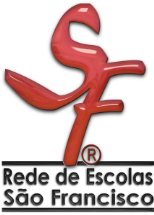 SF
®
Rede de Escolas
São Francisco